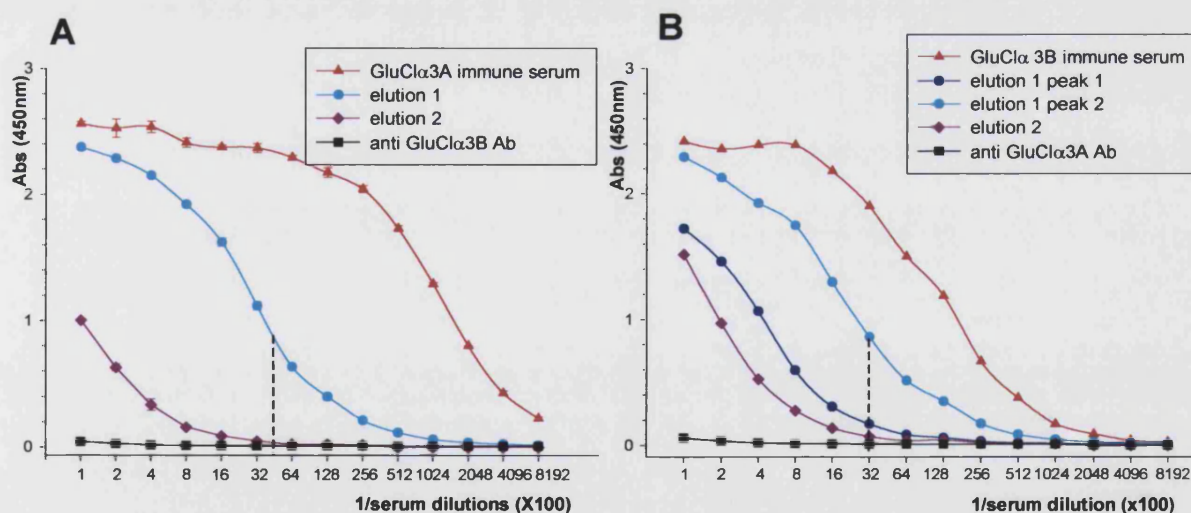 A
GluClα3A immune serum
elution 1
elution 2
anti GluClα3B Ab
Abs (450nm)
3
2
1
0
1 2 4 8 16 32 64 128 256 512 1024 2048 4096 8192
1/serum dilutions (X100)
B
GluClα 3B immune serum
elution 1 peak 1
elution 1 peak 2
elution 2
anti GluClα3A Ab
Abs (450nm)
3
2
1
0
1 2 4 8 16 32 64 128 256 512 1024 2048 4096 8192
1/serum dilution (x100)